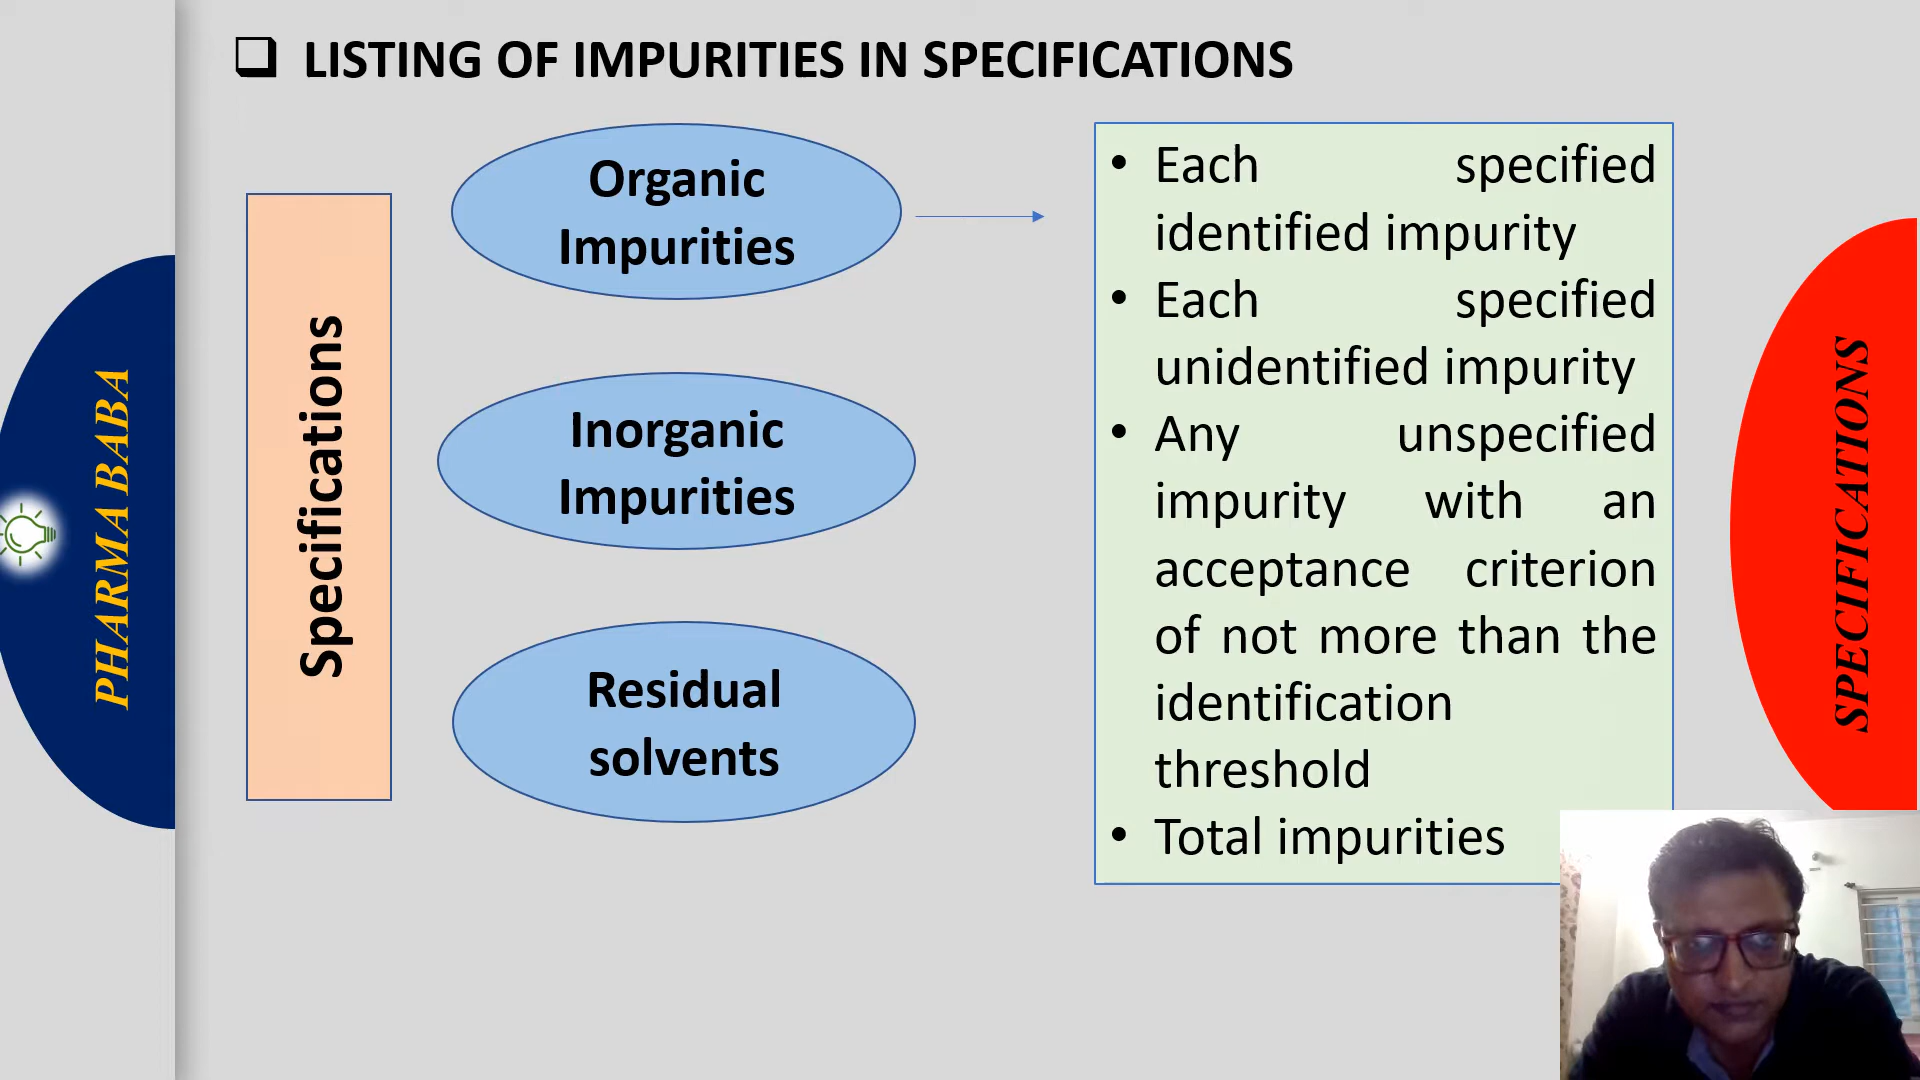 ❑ LISTING OF IMPURITIES IN SPECIFICATIONS
PHARMA BABA
Specifications
Organic
Impurities
Inorganic
Impurities
Residual
solvents
• Each specified
identified impurity
• Each specified
unidentified impurity
• Any unspecified
impurity with an
acceptance criterion
of not more than the
identification
threshold
• Total impurities
SPECIFICATIONS